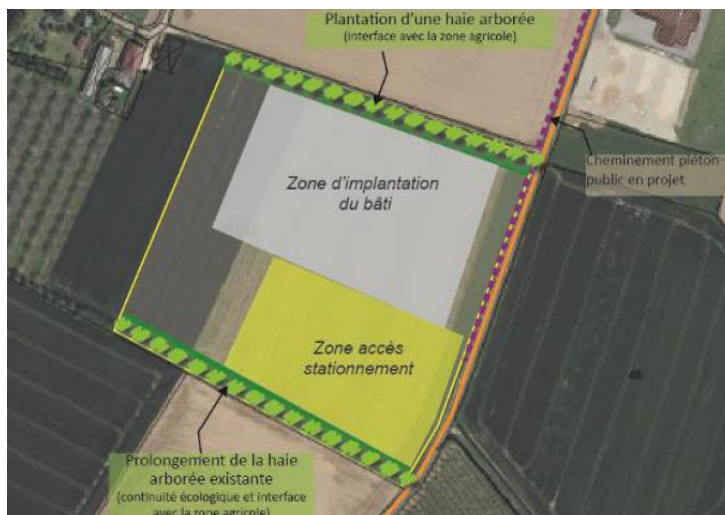 Plantation d'une haie arborée
(interface avec la zone agricole)
Cheminement piéton
public en projet
Zone d'implantation
du bâti
Zone accès
stationnement
Prolongement de la haie
arborée existante
(continuité écologique et interface
avec la zone agricole)